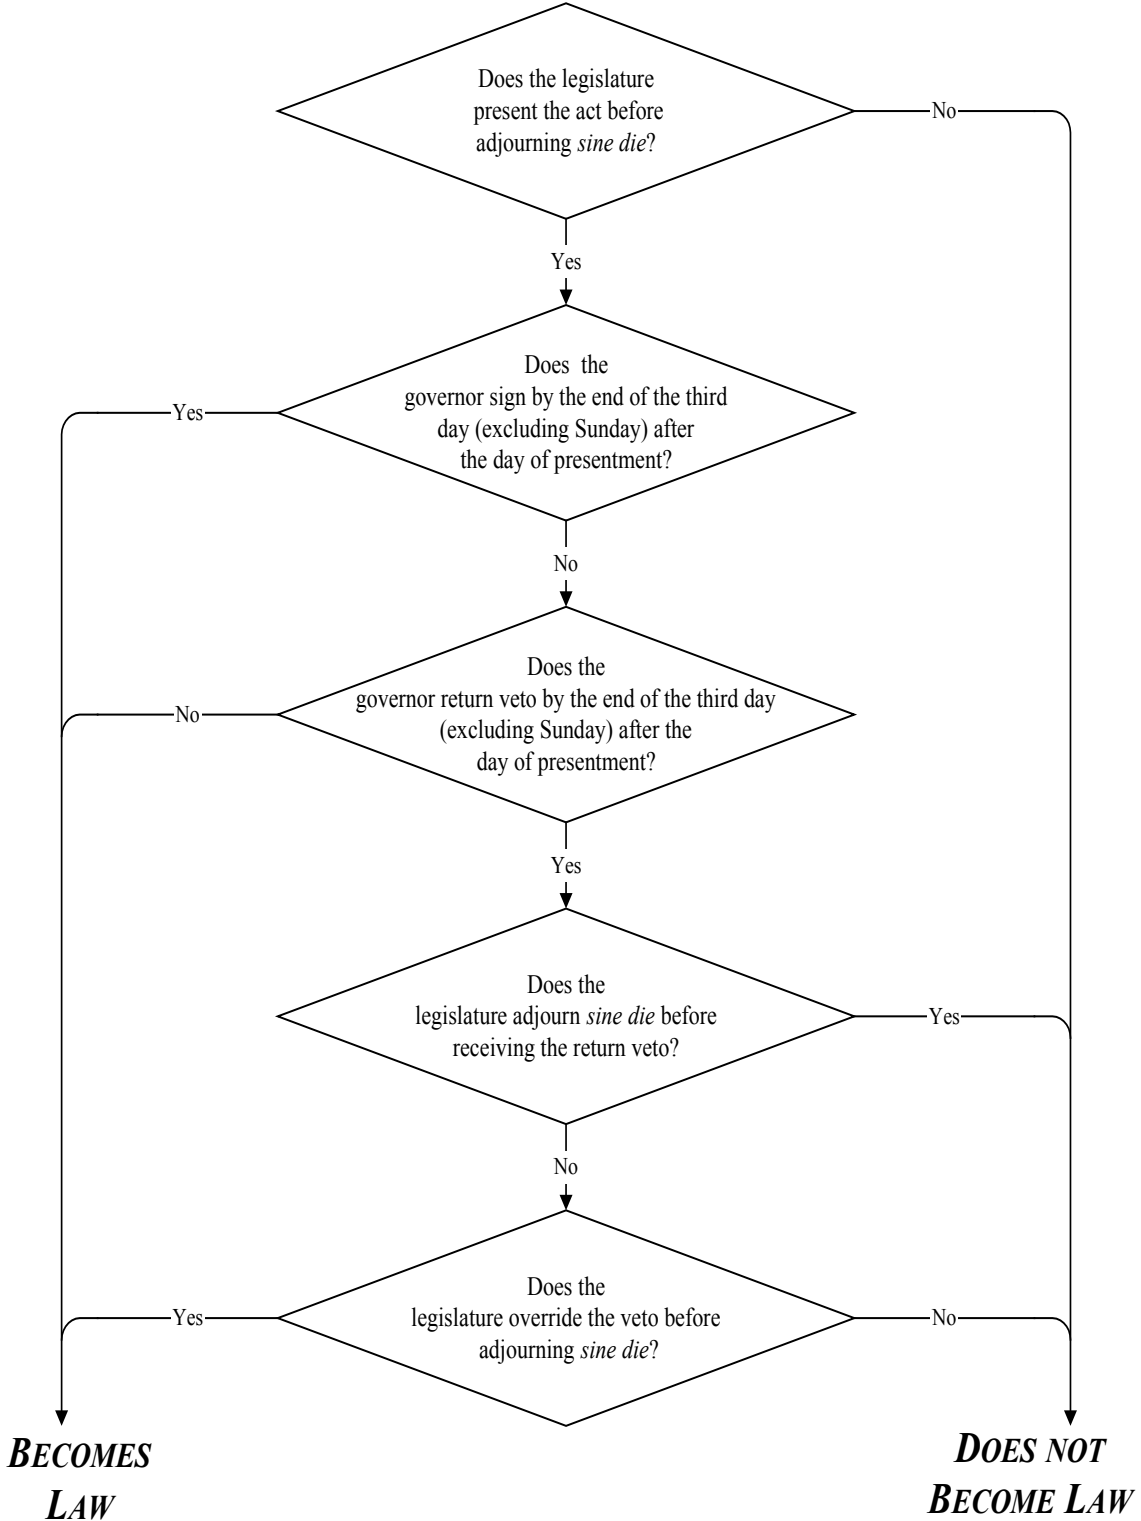 Does the legislature
present the act before
adjourning sine die?
No
Yes
Does the
governor sign by the end of the third
day (excluding Sunday) after
the day of presentment?
Yes
No
Does the
governor return veto by the end of the third day
(excluding Sunday) after the
day of presentment?
No
Yes
Does the
legislature adjourn sine die before
receiving the return veto?
Yes
No
Does the
legislature override the veto before
adjourning sine die?
Yes
No
BECOMES
LAW
DOES NOT
BECOME LAW